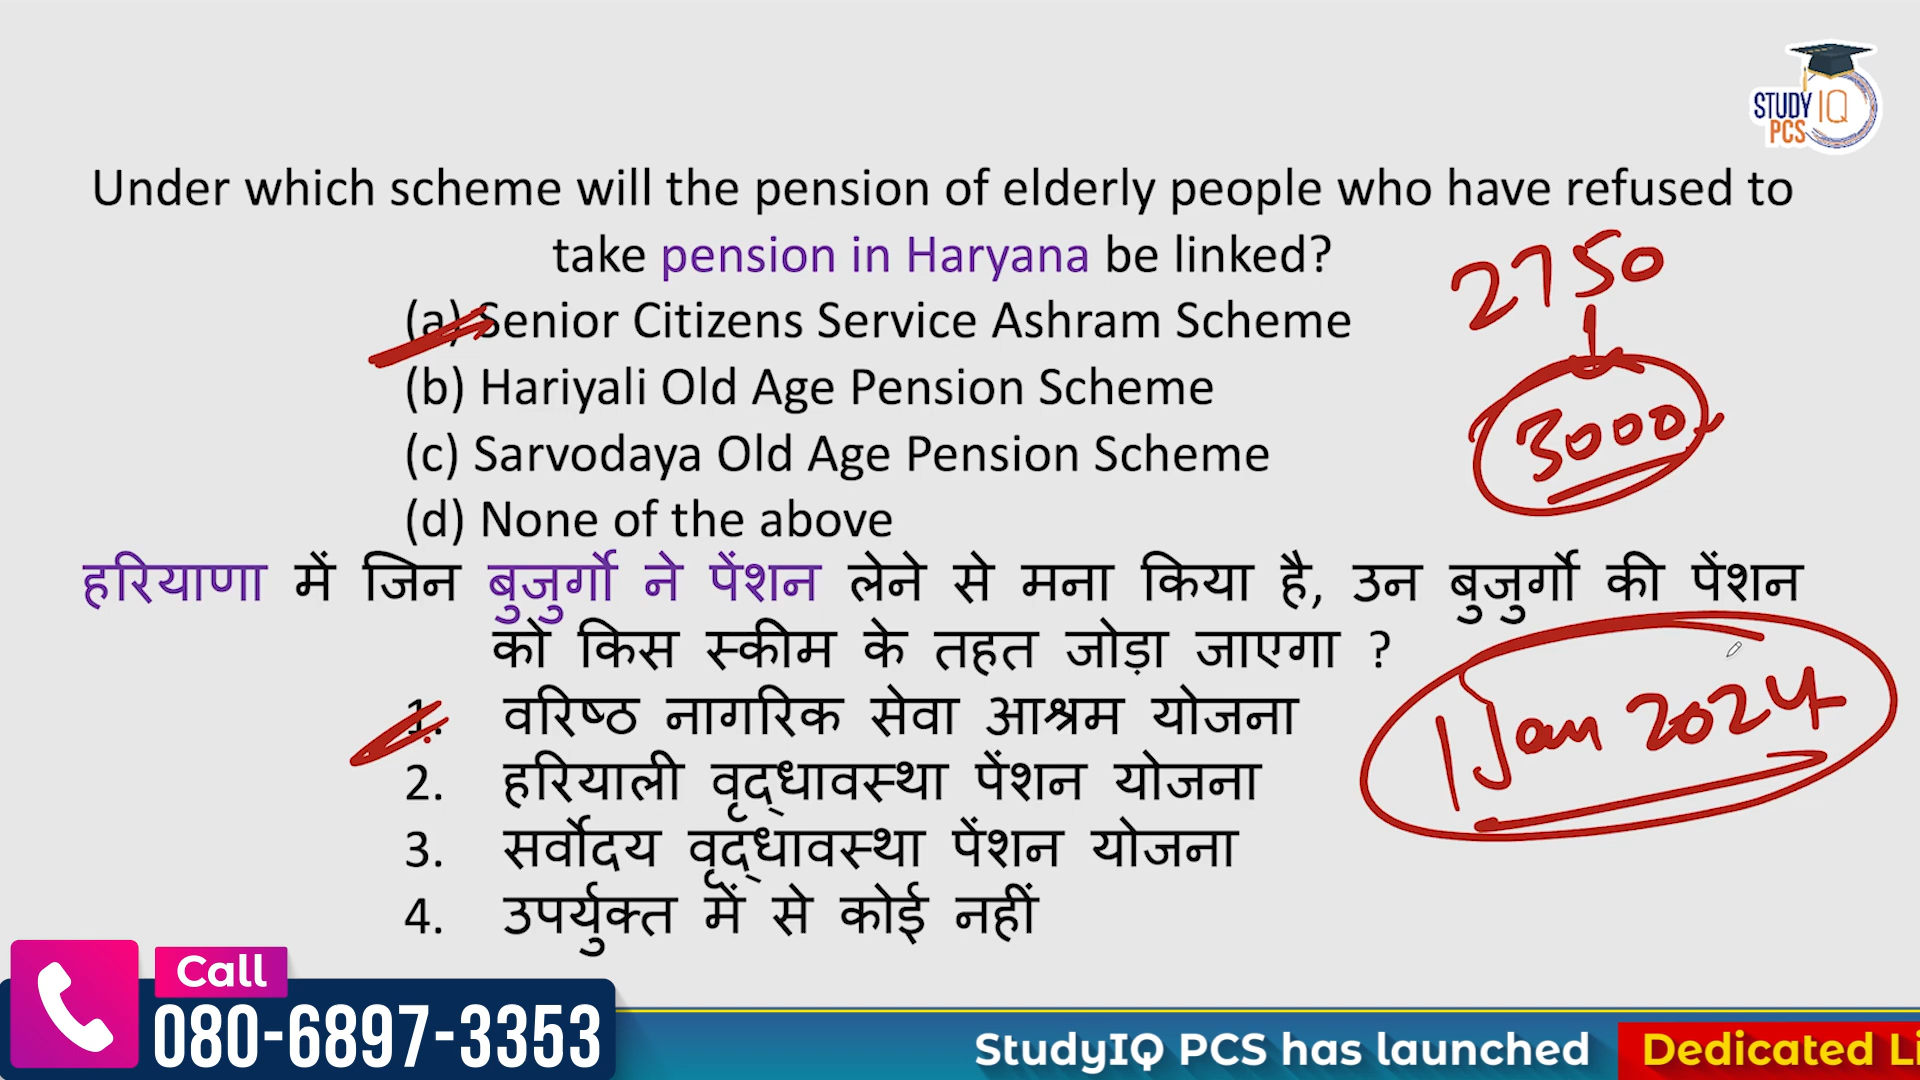 STUDY IQ
PCS
Under which scheme will the pension of elderly people who have refused to
take pension in Haryana be linked?
2750
(a) Senior Citizens Service Ashram Scheme
(b) Hariyali Old Age Pension Scheme
3000
(c) Sarvodaya Old Age Pension Scheme
(d) None of the above
हरियाणा में जिन बुजुर्गो ने पेंशन लेने से मना किया है, उन बुजुर्गो की पेंशन
को किस स्कीम के तहत जोड़ा जाएगा ?
1. वरिष्ठ नागरिक सेवा आश्रम योजना
1 Jan 2024
2. हरियाली वृद्धावस्था पेंशन योजना
3. सर्वोदय वृद्धावस्था पेंशन योजना
4. उपर्युक्त में से कोई नहीं
Call
080-6897-3353
StudyIQ PCS has launched Dedicated Li